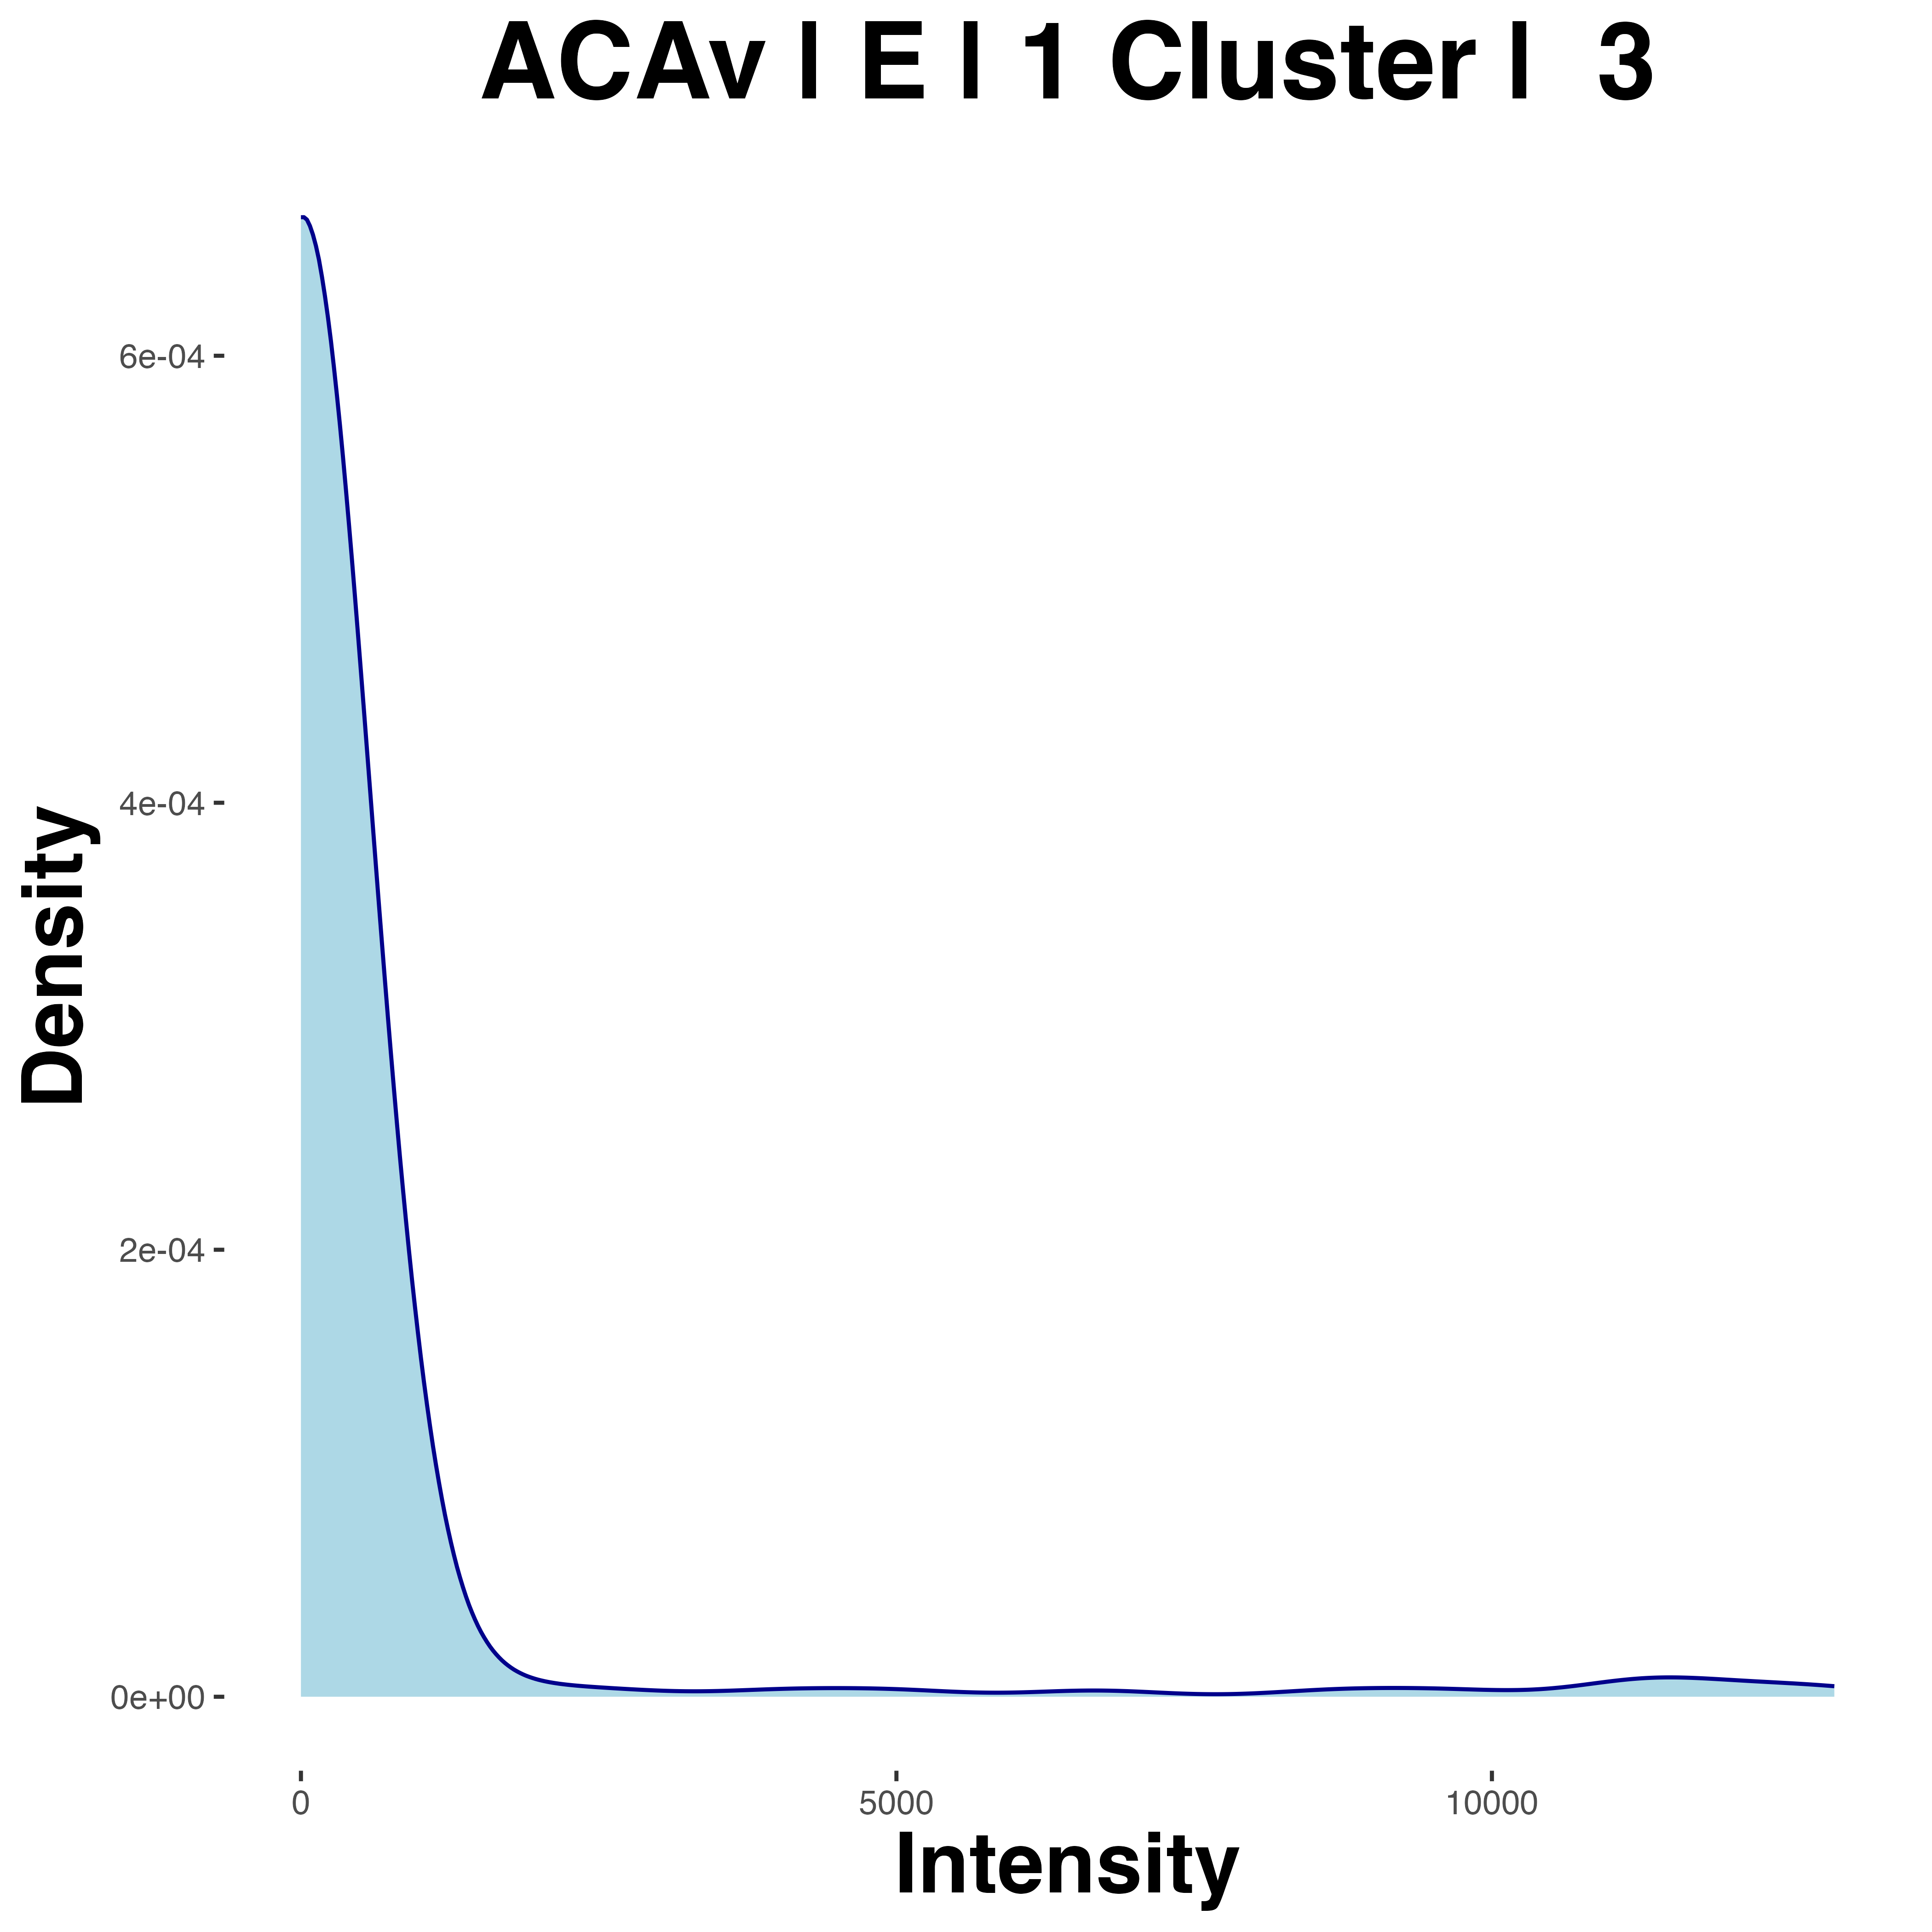 ACAv | E | 1 Cluster |  3
6e-04
4e-04
2e-04
0e+00
Density
0 5000 10000
Intensity